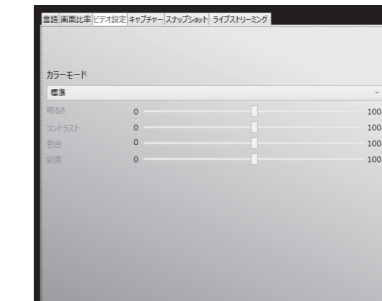 言語 画面比率 ビデオ設定 キャプチャー スナップショット ライブストリーミング
カラーモード
標準
明るさ 0 100
コントラスト 0 100
色合 0 100
彩度 0 100